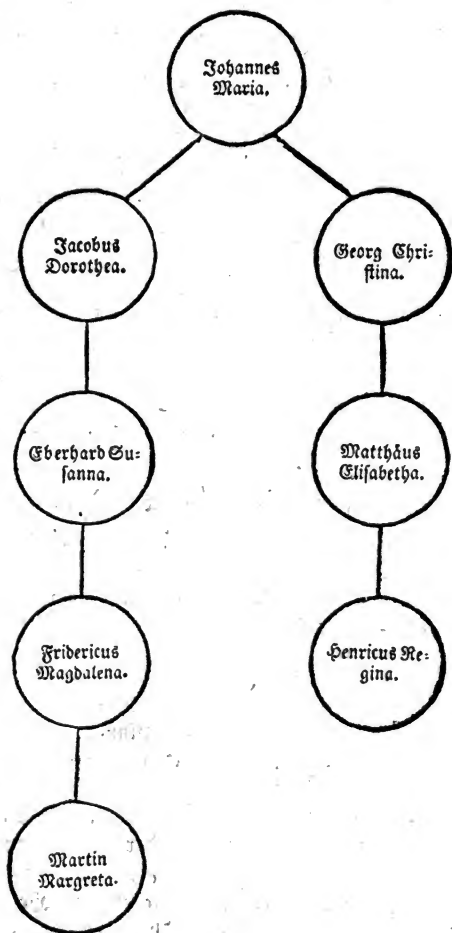 Johannes
Maria.
Jacobus
Dorothea.
Georg Chri-
stina.
Eberhard Su-
sanna.
Matthäus
Elisabetha.
Fridericus
Magdalena.
Henricus Re-
gina.
Martin
Margreta.